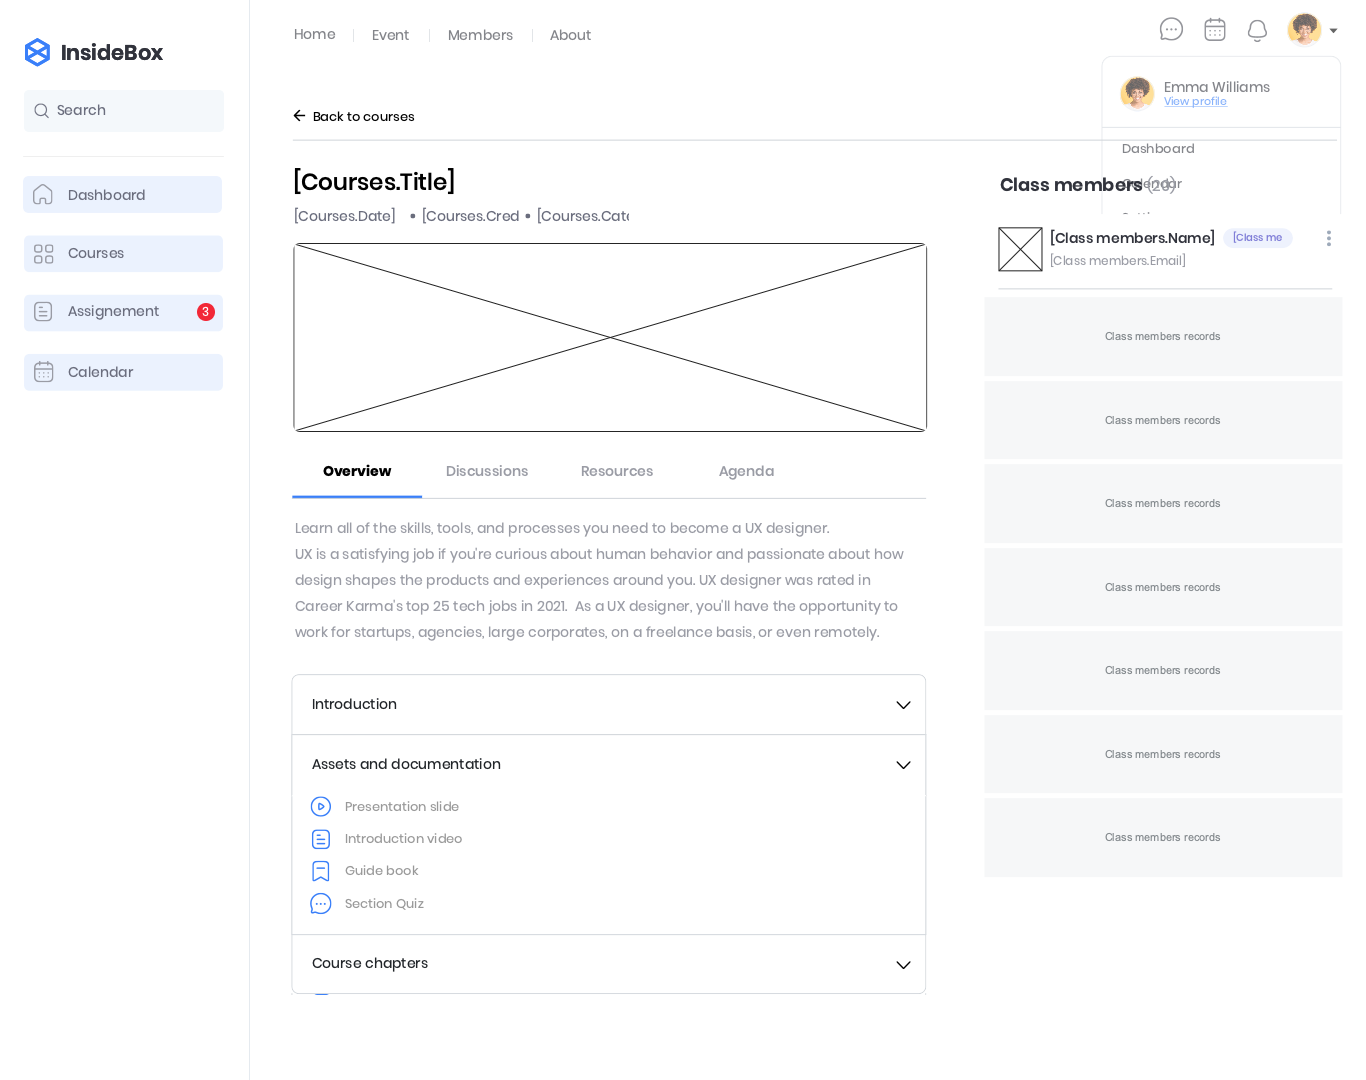 InsideBox
Search
Dashboard
Courses
Assignement 3
Calendar
Home Event Members About
Emma Williams
View profile
Dashboard
Calendar
Back to courses
[Courses.Title]
[Courses.Date] • [Courses.Cred • [Courses.Cate
Overview Discussions Resources Agenda
Learn all of the skills, tools, and processes you need to become a UX designer.
UX is a satisfying job if you're curious about human behavior and passionate about how
design shapes the products and experiences around you. UX designer was rated in
Career Karma's top 25 tech jobs in 2021. As a UX designer, you'll have the opportunity to
work for startups, agencies, large corporates, on a freelance basis, or even remotely.
Introduction
Assets and documentation
Presentation slide
Introduction video
Guide book
Section Quiz
Course chapters
Class members
[Class members.Name] [Class me
[Class members.Email]
Class members records
Class members records
Class members records
Class members records
Class members records
Class members records
Class members records